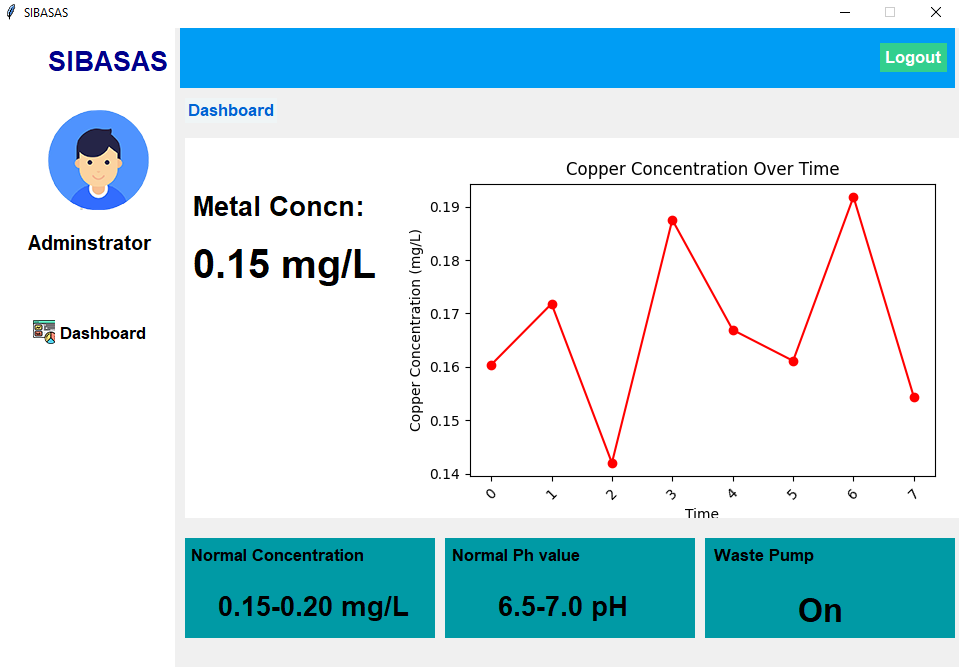 SIBASAS
SIBASAS
Logout
Dashboard
Adminstrator
Dashboard
Metal Concn:
0.15 mg/L
Copper Concentration Over Time
Copper Concentration (mg/L)
0.19
0.18
0.17
0.16
0.15
0.14
0 1 2 3 4 5 6 7
Time
Normal Concentration
0.15-0.20 mg/L
Normal Ph value
6.5-7.0 pH
Waste Pump
On